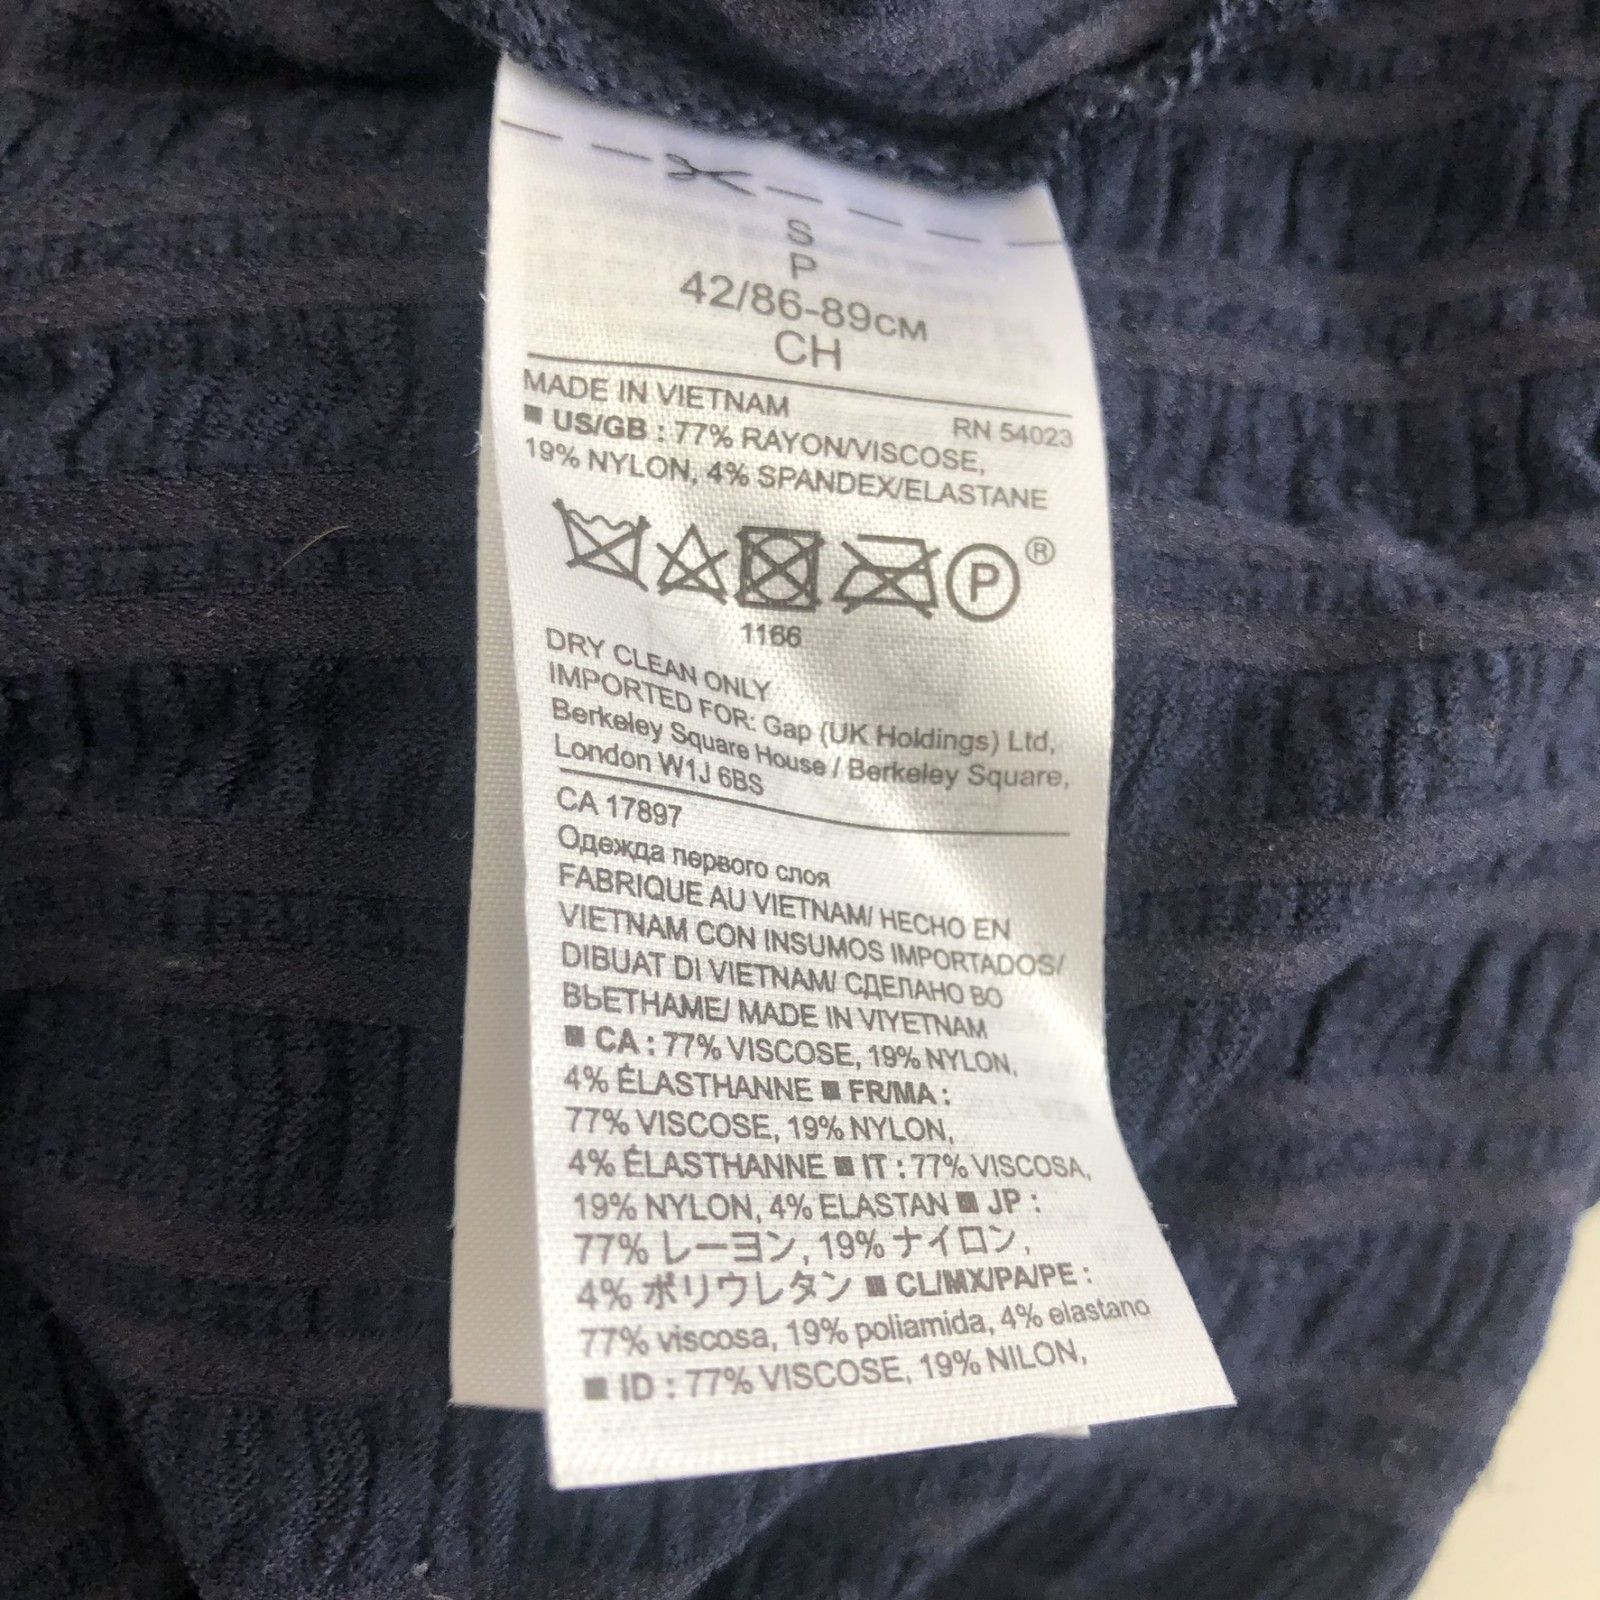 S
P
42/86-89CM
CH
MADE IN VIETNAM
RN 54023
■ US/GB : 77% RAYON/VISCOSE,
19% NYLON, 4% SPANDEX/ELASTANE
P ®
1166
DRY CLEAN ONLY
IMPORTED FOR: Gap (UK Holdings) Ltd,
Berkeley Square House / Berkeley Square,
London W1J 6BS
CA 17897
Одежда первого слоя
FABRIQUE AU VIETNAM/ HECHO EN
VIETNAM CON INSUMOS IMPORTADOS/
DIBUAT DI VIETNAM/ СДЕЛАНО ВО
ВЬЕТНАМЕ/ MADE IN VIYETNAM
■ CA : 77% VISCOSE, 19% NYLON,
4% ÉLASTHANNE ■ FR/MA :
77% VISCOSE, 19% NYLON,
4% ÉLASTHANNE ■ IT : 77% VISCOSA,
19% NYLON, 4% ELASTAN ■ JP :
77% レーヨン, 19% ナイロン,
4% ポリウレタン ■ CL/MX/PA/PE :
77% viscosa, 19% poliamida, 4% elastano
■ ID : 77% VISCOSE, 19% NILON,